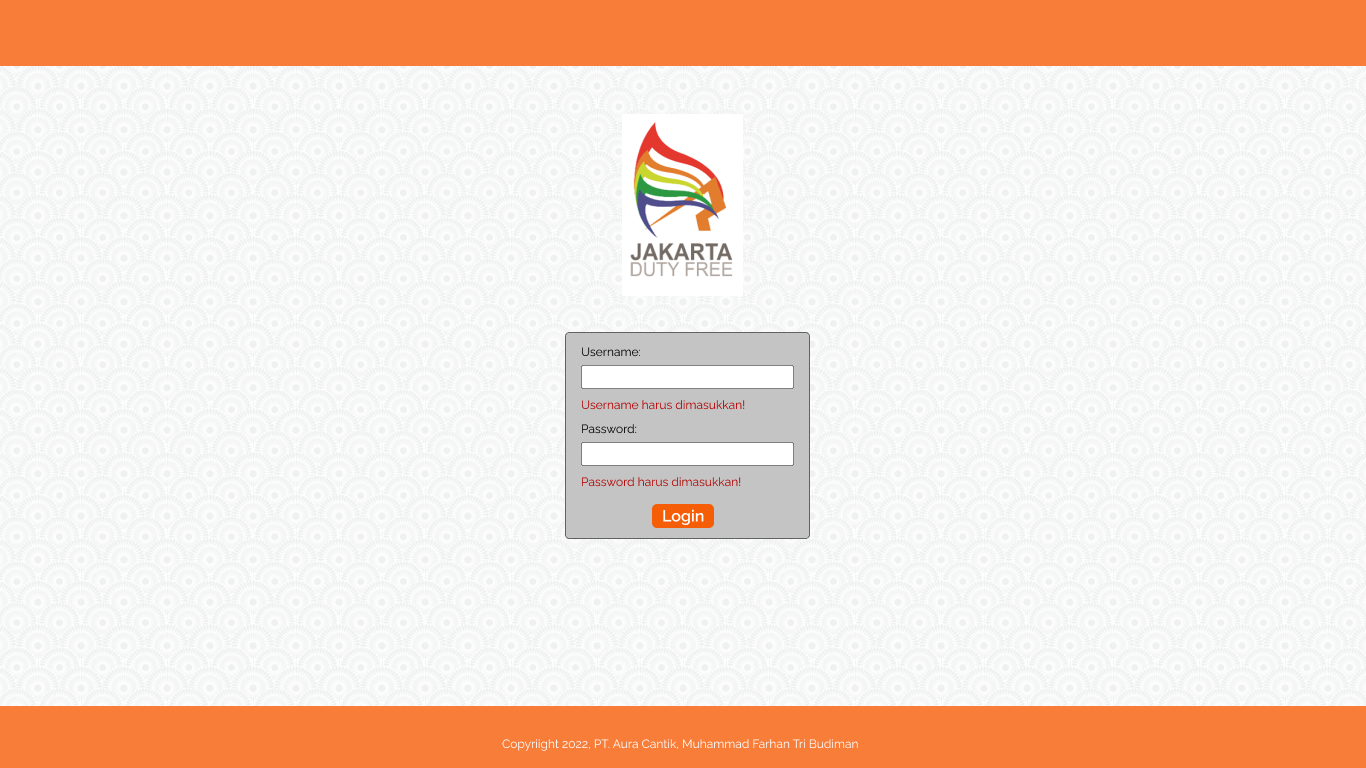 JAKARTA
DUTY FREE
Username:
Username harus dimasukkan!
Password:
Password harus dimasukkan!
Login
Copyriight 2022, PT. Aura Cantik, Muhammad Farhan Tri Budiman